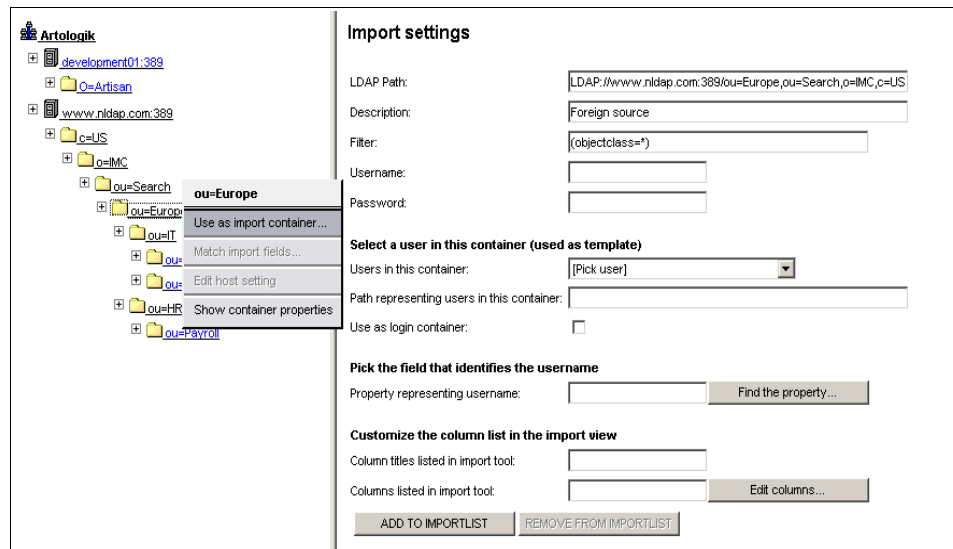 Artologik
development01:389
O=Artisan
www.nldap.com:389
c=US
o=IMC
ou=Search
ou=Europe
ou=IT
ou=
ou=
ou=HR
ou=Payroll
ou=Europe
Use as import container...
Match import fields...
Edit host setting
Show container properties
Import settings
LDAP Path: LDAP://www.nldap.com:389/ou=Europe,ou=Search,o=IMC,c=US
Description: Foreign source
Filter: (objectclass=*)
Username:
Password:
Select a user in this container (used as template)
Users in this container: [Pick user]
Path representing users in this container:
Use as login container:
Pick the field that identifies the username
Property representing username: Find the property...
Customize the column list in the import view
Column titles listed in import tool:
Columns listed in import tool: Edit columns...
ADD TO IMPORTLIST REMOVE FROM IMPORTLIST